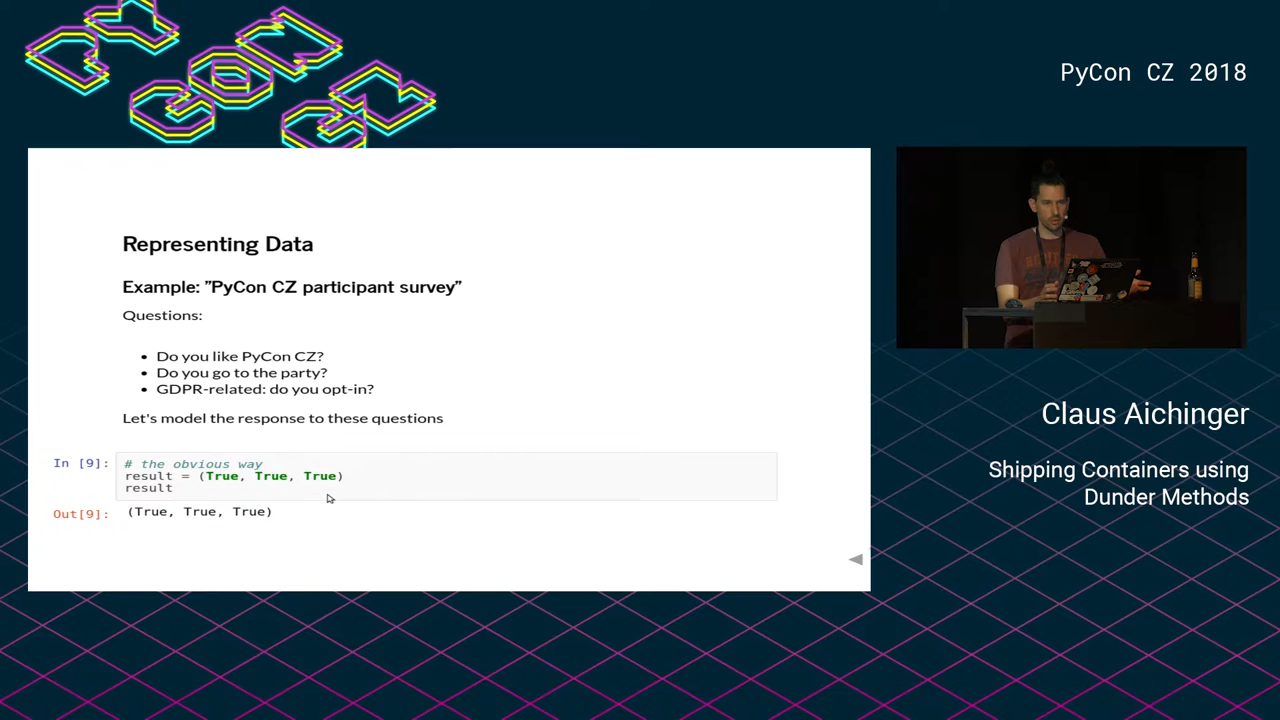 PYCON CZ
PyCon CZ 2018
Representing Data
Example: ”PyCon CZ participant survey”
Questions:
• Do you like PyCon CZ?
• Do you go to the party?
• GDPR-related: do you opt-in?
Let's model the response to these questions
In [9]:
# the obvious way
result = (True, True, True)
result
Out[9]: (True, True, True)
Claus Aichinger
Shipping Containers using
Dunder Methods